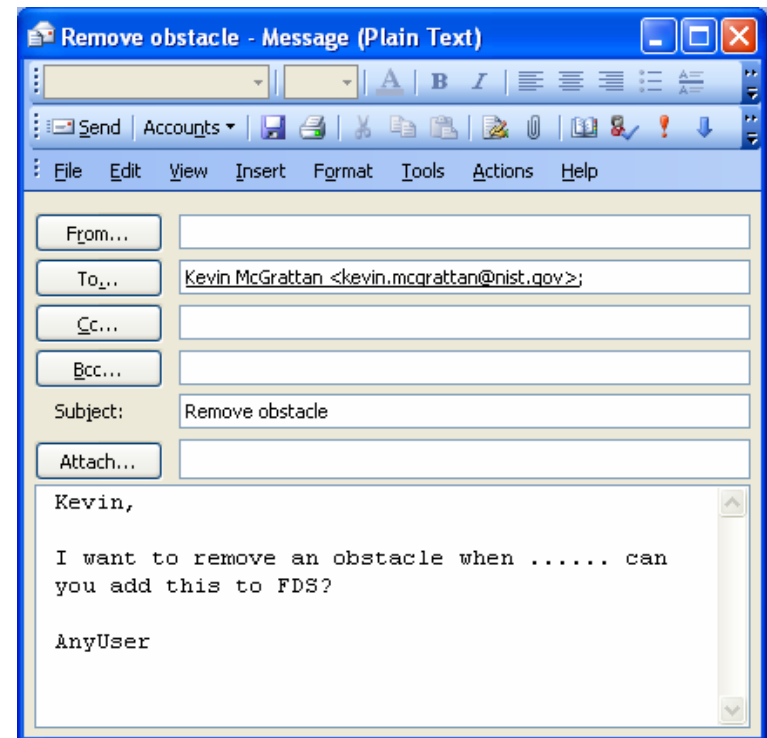 Remove obstacle - Message (Plain Text)
A B I
Send Accounts
File Edit View Insert Format Tools Actions Help
From...
To... Kevin McGrattan <kevin.mcgrattan@nist.gov>;
Cc...
Bcc...
Subject: Remove obstacle
Attach...
Kevin,
I want to remove an obstacle when ...... can
you add this to FDS?
AnyUser